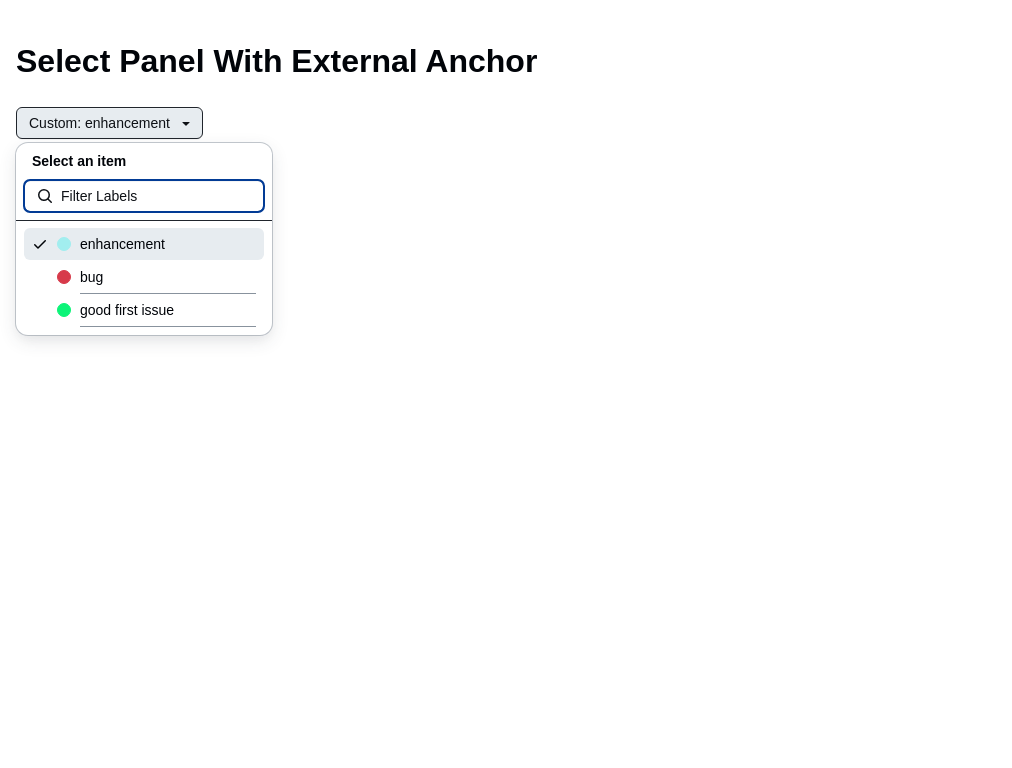 Select Panel With External Anchor
Custom: enhancement
Select an item
Filter Labels
enhancement
bug
good first issue